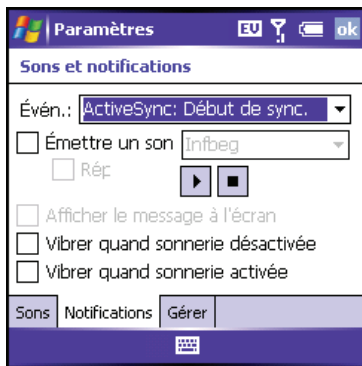 Paramètres EU ok
Sons et notifications
Évén.: ActiveSync: Début de sync.
Émettre un son Infbeg
Rép
Afficher le message à l'écran
Vibrer quand sonnerie désactivée
Vibrer quand sonnerie activée
Sons Notifications Gérer